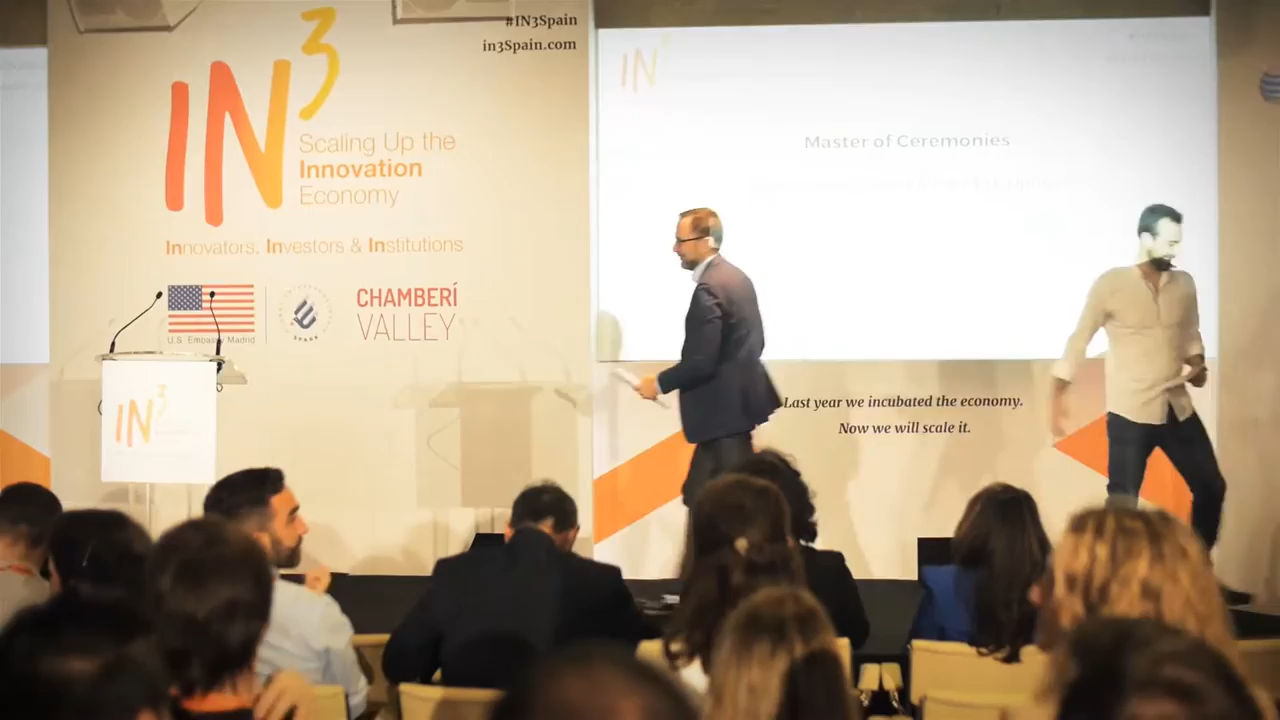 #IN3Spain
in3Spain.com
IN3
Scaling Up the
Innovation
Economy
Innovators, Investors & Institutions
U.S. Embassy Madrid
SPARK
CHAMBERÍ
VALLEY
IN3
IN
Master of Ceremonies
Last year we incubated the economy.
Now we will scale it.